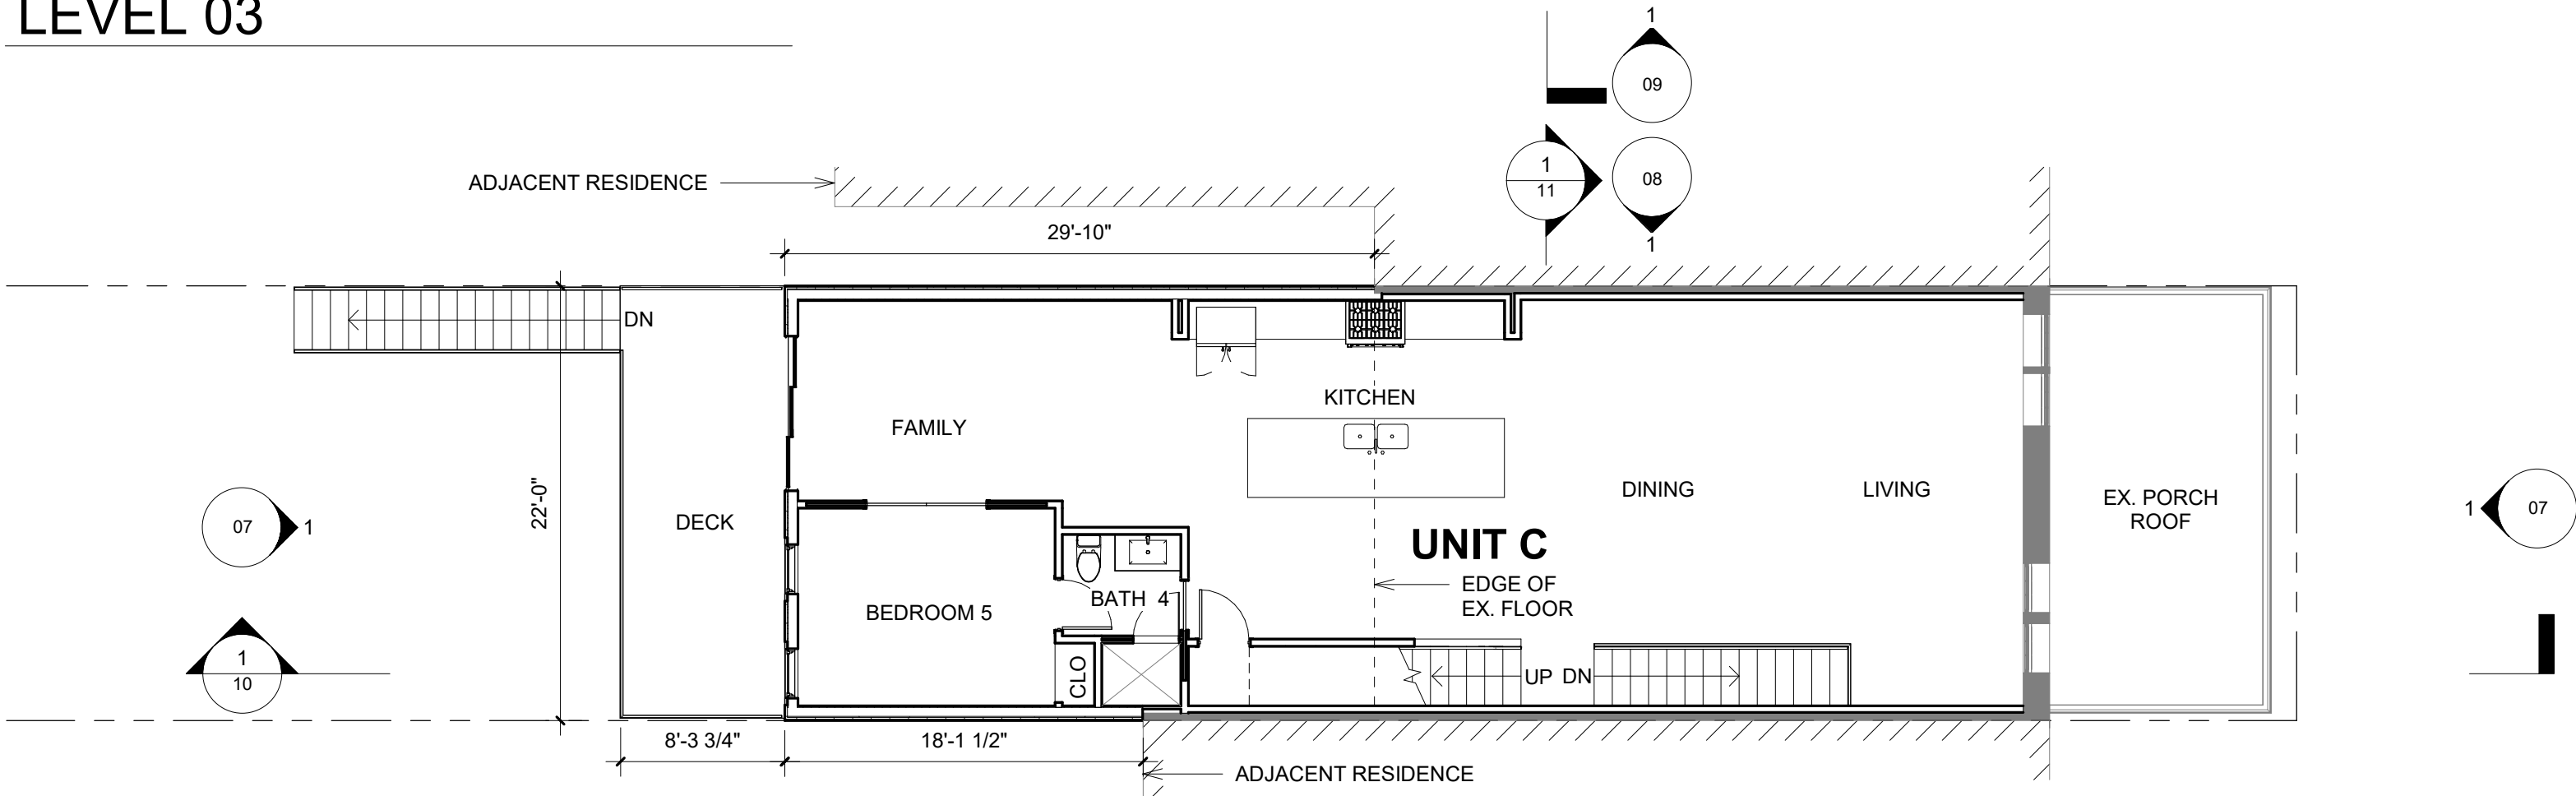 LEVEL 03
1
09
1
11
08
1
ADJACENT RESIDENCE
29'-10"
DN
KITCHEN
FAMILY
22'-0"
DINING
LIVING
EX. PORCH
ROOF
DECK
07
1
1
07
UNIT C
EDGE OF
EX. FLOOR
BATH 4
BEDROOM 5
CLO
UP DN
1
10
8'-3 3/4"
18'-1 1/2"
ADJACENT RESIDENCE